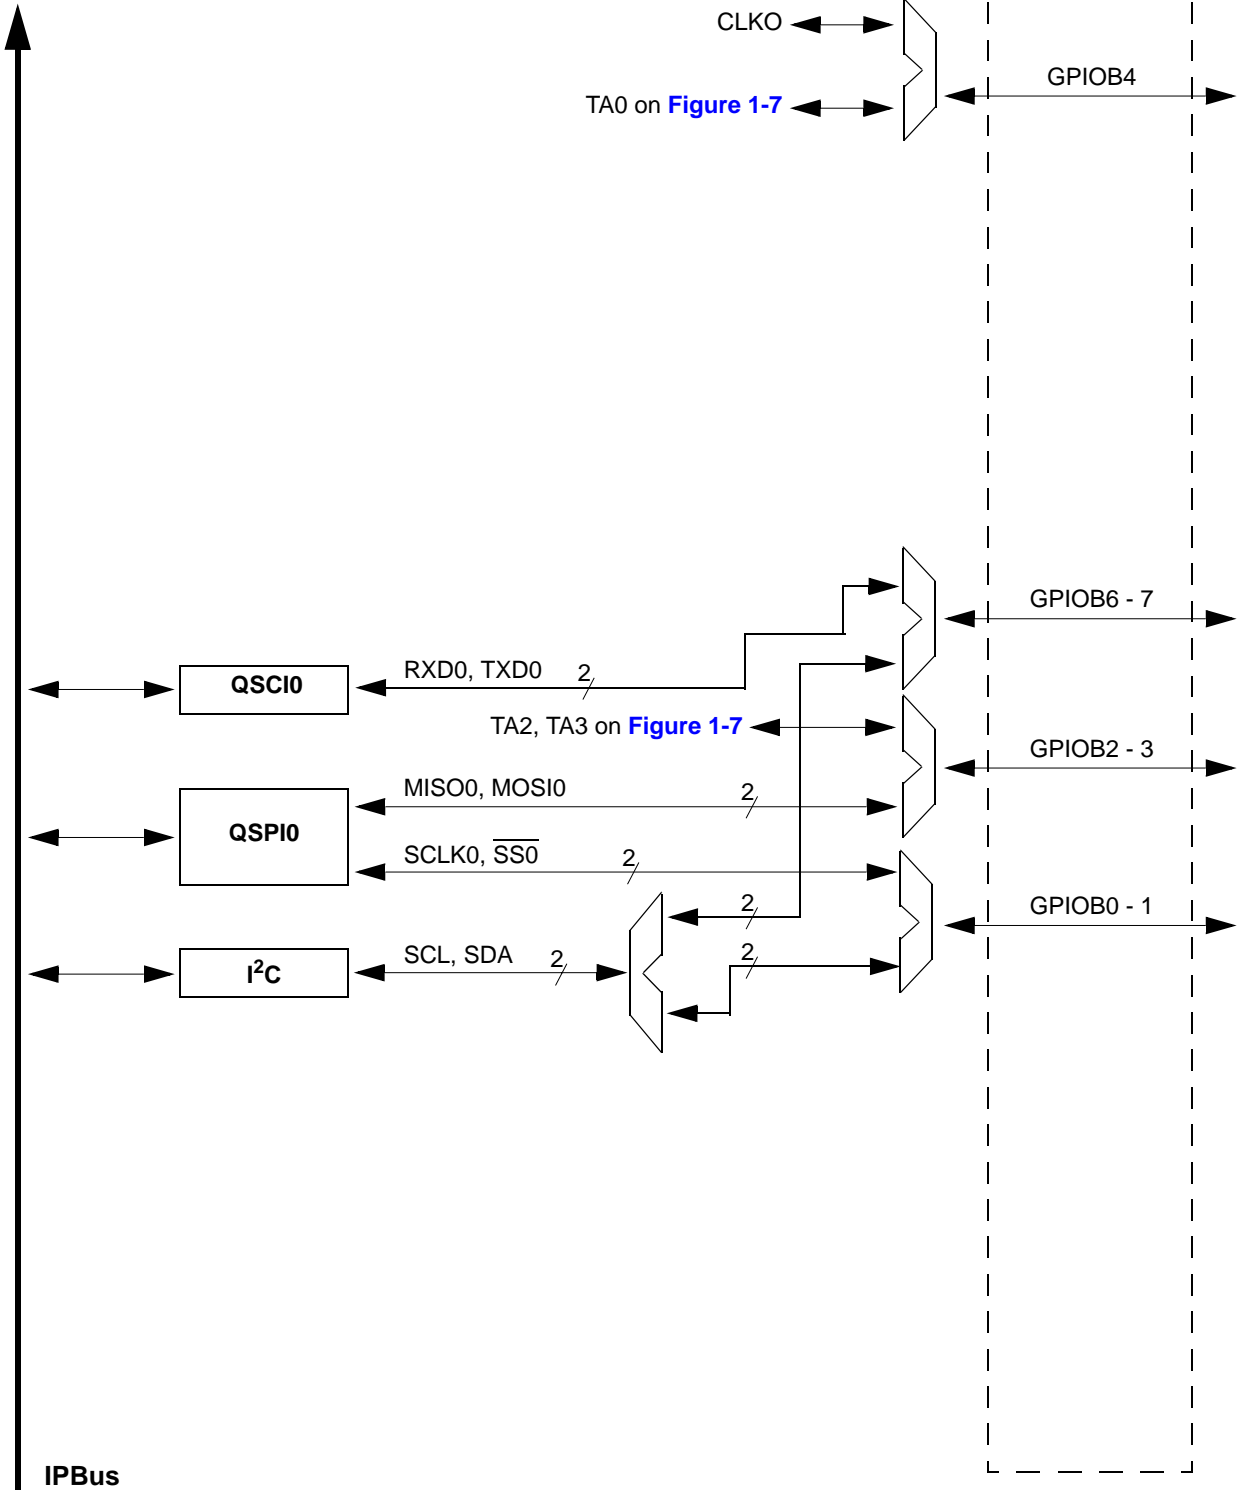 CLKO
GPIOB4
TA0 on Figure 1-7
GPIOB6 - 7
RXD0, TXD0
2
QSCI0
TA2, TA3 on Figure 1-7
GPIOB2 - 3
MISO0, MOSI0
2
QSPI0
SCLK0, S̅S̅0̅
2
2
GPIOB0 - 1
SCL, SDA
2
2
I²C
IPBus